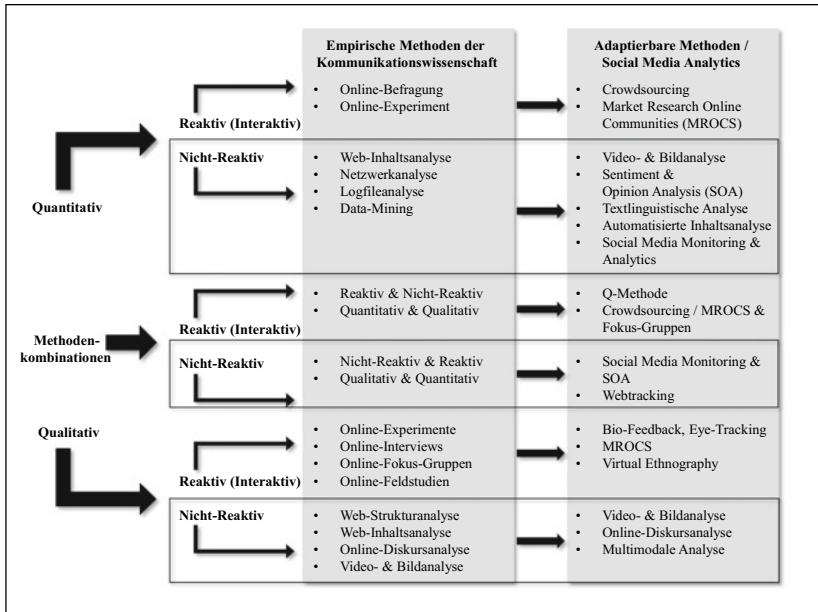 Empirische Methoden der
Kommunikationswissenschaft
Adaptierbare Methoden /
Social Media Analytics
Quantitativ
Reaktiv (Interaktiv)
• Online-Befragung
• Online-Experiment
• Crowdsourcing
• Market Research Online
Communities (MROCS)
Nicht-Reaktiv
• Web-Inhaltsanalyse
• Netzwerkanalyse
• Logfileanalyse
• Data-Mining
• Video- & Bildanalyse
• Sentiment &
Opinion Analysis (SOA)
• Textlinguistische Analyse
• Automatisierte Inhaltsanalyse
• Social Media Monitoring &
Analytics
Methoden-
kombinationen
Reaktiv (Interaktiv)
• Reaktiv & Nicht-Reaktiv
• Quantitativ & Qualitativ
• Q-Methode
• Crowdsourcing / MROCS &
Fokus-Gruppen
Nicht-Reaktiv
• Nicht-Reaktiv & Reaktiv
• Qualitativ & Quantitativ
• Social Media Monitoring &
SOA
• Webtracking
Qualitativ
Reaktiv (Interaktiv)
• Online-Experimente
• Online-Interviews
• Online-Fokus-Gruppen
• Online-Feldstudien
• Bio-Feedback, Eye-Tracking
• MROCS
• Virtual Ethnography
Nicht-Reaktiv
• Web-Strukturanalyse
• Web-Inhaltsanalyse
• Online-Diskursanalyse
• Video- & Bildanalyse
• Video- & Bildanalyse
• Online-Diskursanalyse
• Multimodale Analyse